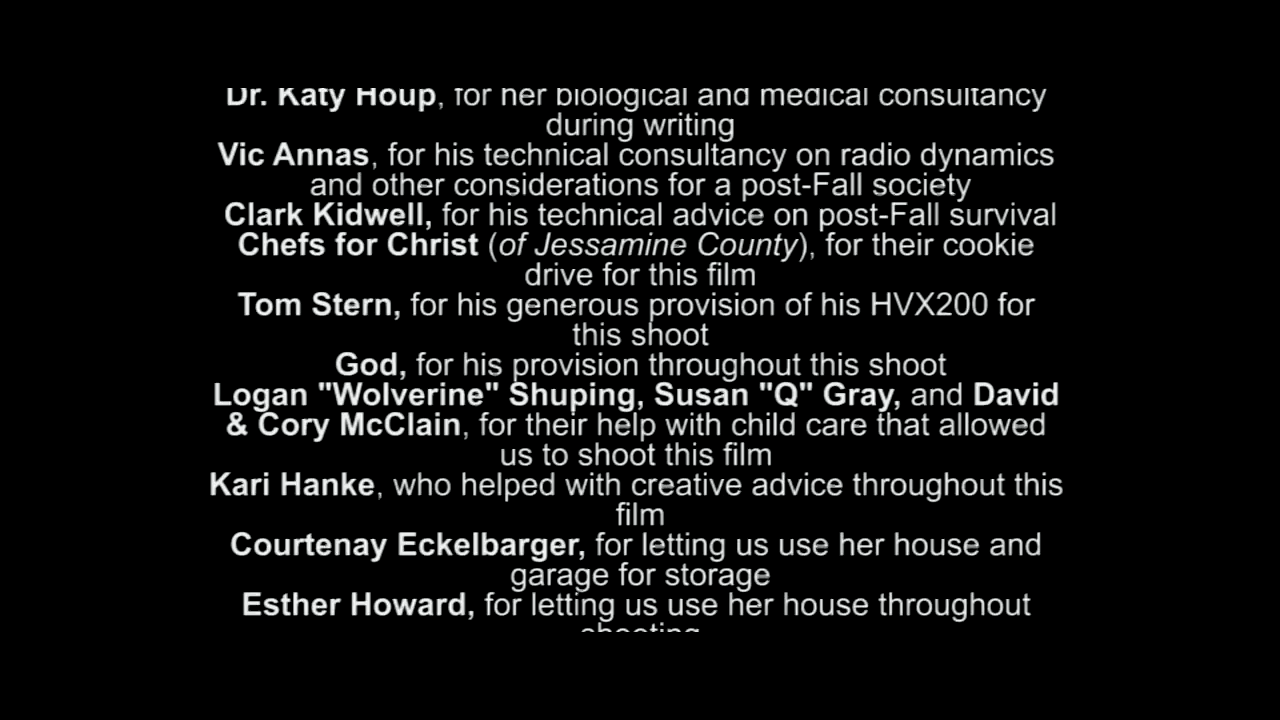 Dr. Katy Houp, for her biological and medical consultancy
during writing
Vic Annas, for his technical consultancy on radio dynamics
and other considerations for a post-Fall society
Clark Kidwell, for his technical advice on post-Fall survival
Chefs for Christ (of Jessamine County), for their cookie
drive for this film
Tom Stern, for his generous provision of his HVX200 for
this shoot
God, for his provision throughout this shoot
Logan "Wolverine" Shuping, Susan "Q" Gray, and David
& Cory McClain, for their help with child care that allowed
us to shoot this film
Kari Hanke, who helped with creative advice throughout this
film
Courtenay Eckelbarger, for letting us use her house and
garage for storage
Esther Howard, for letting us use her house throughout
shooting